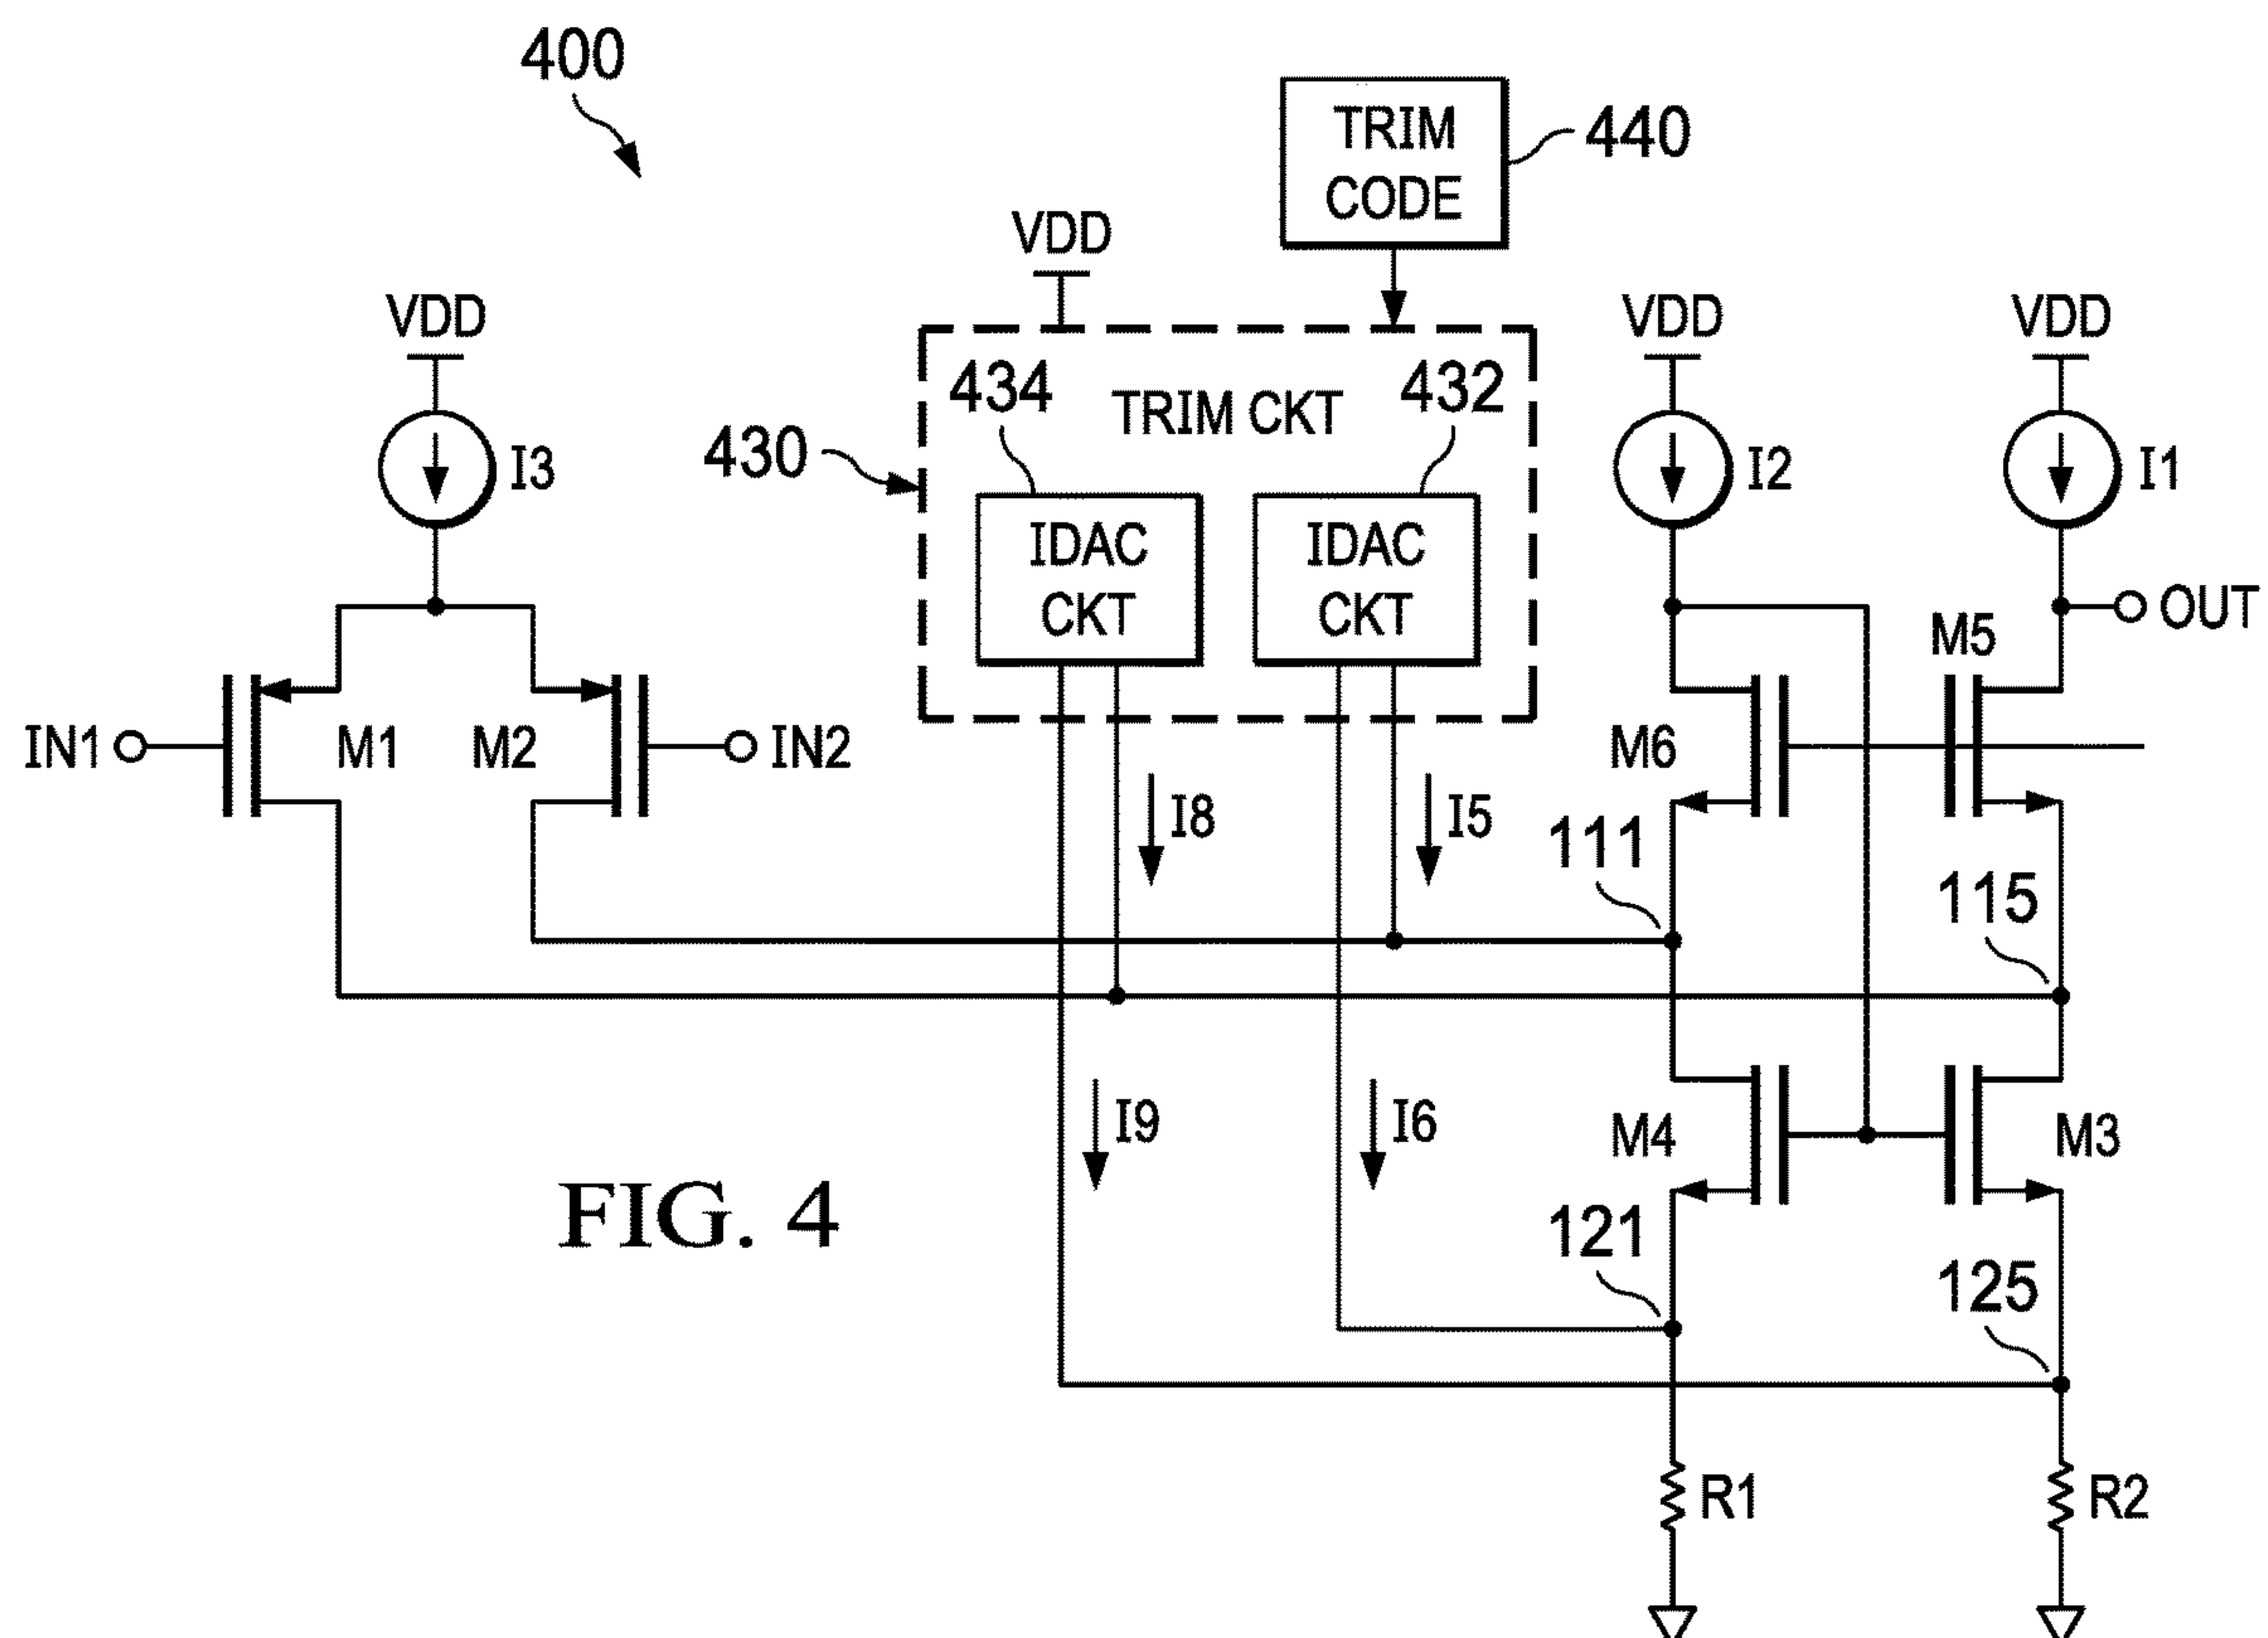 400
TRIM
CODE
440
VDD
VDD
VDD
VDD
434
TRIM CKT
432
430
I3
IDAC
CKT
IDAC
CKT
I2
I1
OUT
M5
IN1
M1
M2
IN2
M6
I8
I5
111
115
I9
I6
M4
M3
FIG. 4
121
125
R1
R2